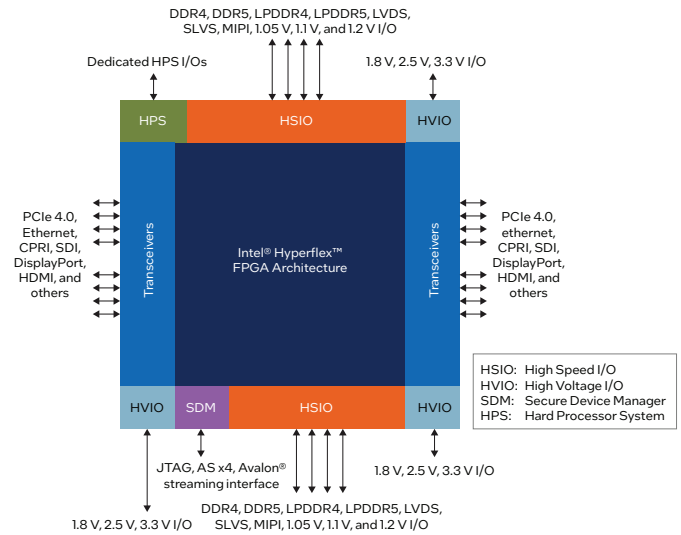 DDR4, DDR5, LPDDR4, LPDDR5, LVDS,
SLVS, MIPI, 1.05 V, 1.1 V, and 1.2 V I/O
Dedicated HPS I/Os
1.8 V, 2.5 V, 3.3 V I/O
HPS
HSIO
HVIO
PCIe 4.0,
Ethernet,
CPRI, SDI,
DisplayPort,
HDMI, and
others
Transceivers
Intel® Hyperflex™
FPGA Architecture
Transceivers
PCIe 4.0,
ethernet,
CPRI, SDI,
DisplayPort,
HDMI, and
others
HSIO: High Speed I/O
HVIO: High Voltage I/O
SDM: Secure Device Manager
HPS: Hard Processor System
HVIO
SDM
HSIO
HVIO
JTAG, AS x4, Avalon®
streaming interface
1.8 V, 2.5 V, 3.3 V I/O
DDR4, DDR5, LPDDR4, LPDDR5, LVDS,
SLVS, MIPI, 1.05 V, 1.1 V, and 1.2 V I/O
1.8 V, 2.5 V, 3.3 V I/O